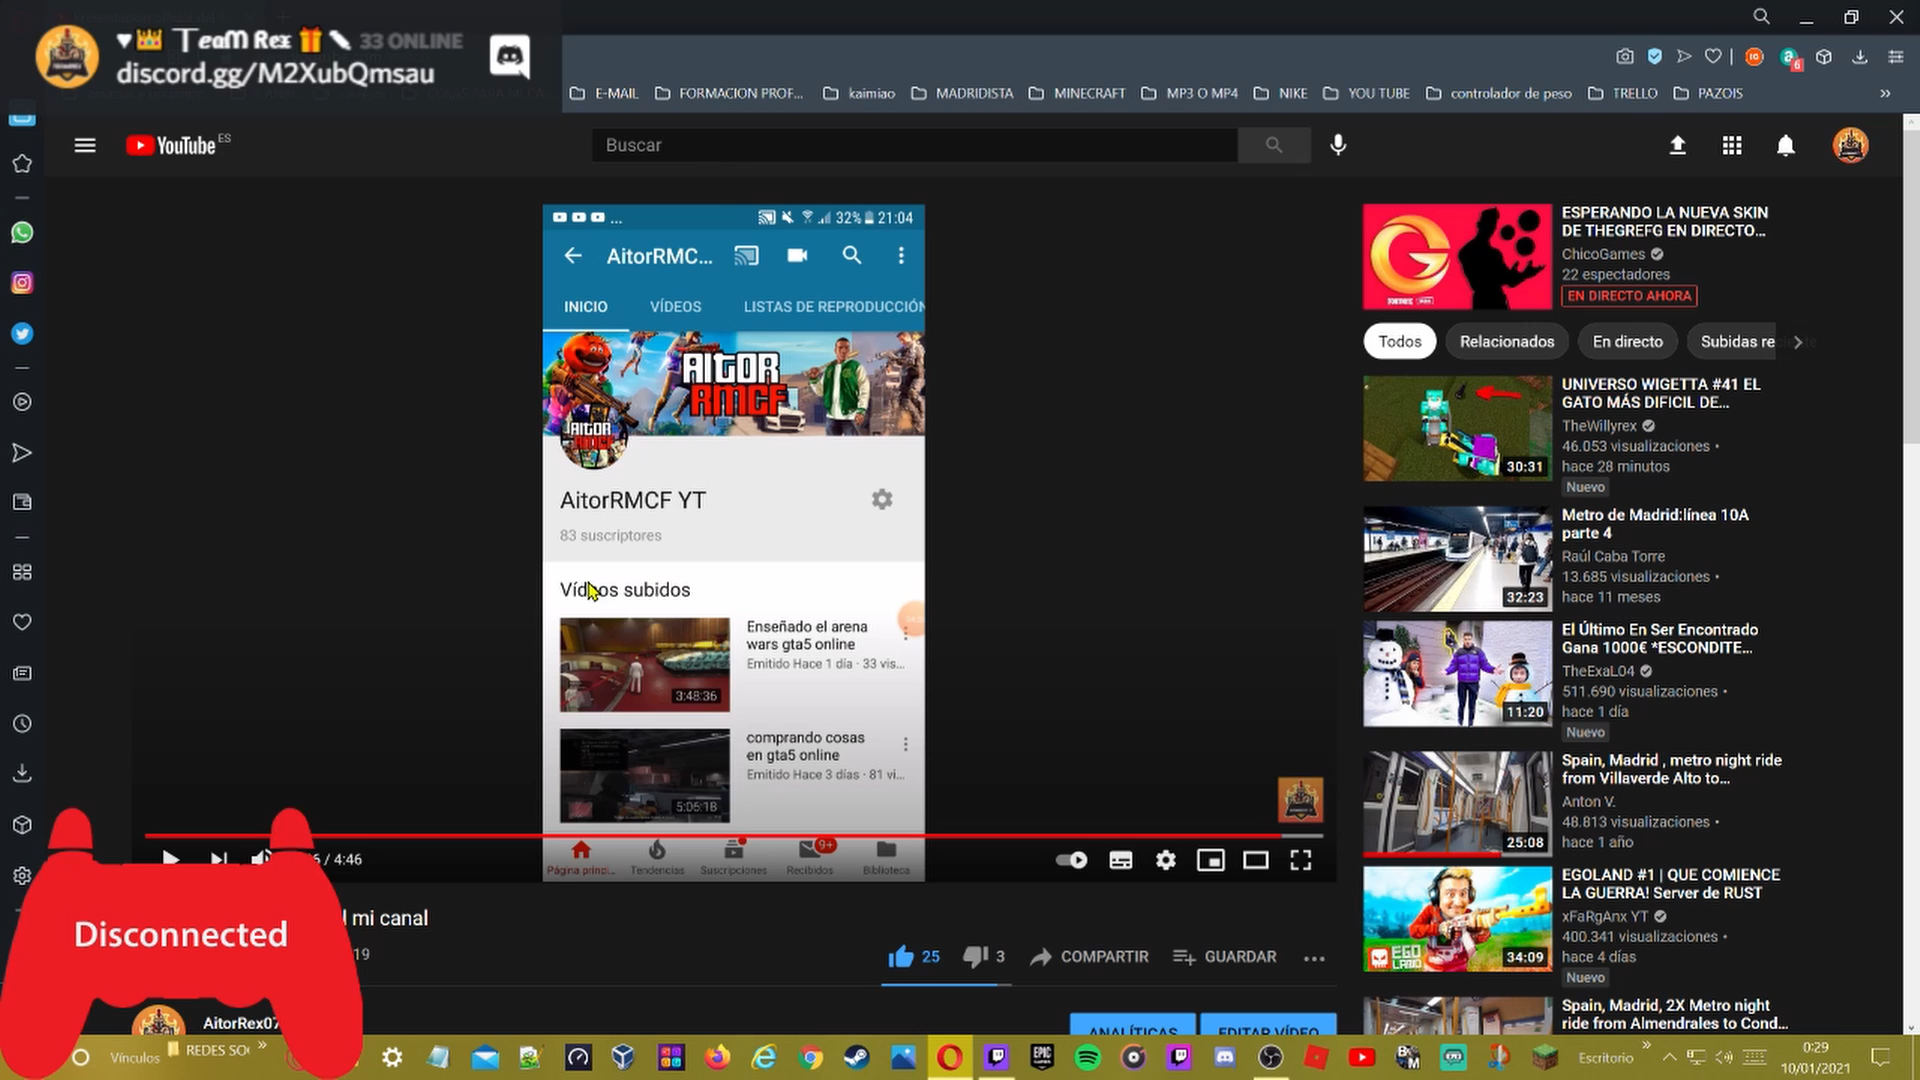 TeaM Rex 33 ONLINE
discord.gg/M2XubQmsau
E-MAIL FORMACION PROF... kaimiao MADRIDISTA MINECRAFT MP3 O MP4 NIKE YOU TUBE controlador de peso TRELLO PAZOIS »
6
YouTube ES
Buscar
... 32% 21:04
AitorRMC...
INICIO VÍDEOS LISTAS DE REPRODUCCIÓN
AITOR
RMCF
AITOR
RMCF
AitorRMCF YT
83 suscriptores
Vídeos subidos
Enseñado el arena
wars gta5 online
Emitido Hace 1 día · 33 vis...
3:48:36
comprando cosas
en gta5 online
Emitido Hace 3 días · 81 vi...
5:06:18
9+
Página princi... Tendencias Suscripciones Recibidos Biblioteca
/ 4:46
mi canal
19
25 3 COMPARTIR GUARDAR ...
AitorRex07
ANALÍTICAS EDITAR VÍDEO
Disconnected
ESPERANDO LA NUEVA SKIN
DE THEGREFG EN DIRECTO...
ChicoGames
22 espectadores
EN DIRECTO AHORA
Todos Relacionados En directo Subidas re
UNIVERSO WIGETTA #41 EL
GATO MÁS DIFICIL DE...
TheWillyrex
46.053 visualizaciones •
hace 28 minutos
Nuevo
30:31
Metro de Madrid:línea 10A
parte 4
Raúl Caba Torre
13.685 visualizaciones •
hace 11 meses
32:23
El Último En Ser Encontrado
Gana 1000€ *ESCONDITE...
TheExaL04
511.690 visualizaciones •
hace 1 día
Nuevo
11:20
Spain, Madrid , metro night ride
from Villaverde Alto to...
Anton V.
48.813 visualizaciones •
hace 1 año
25:08
EGOLAND #1 | QUE COMIENCE
LA GUERRA! Server de RUST
xFaRgAnx YT
400.341 visualizaciones •
hace 4 días
Nuevo
EGO
LAND
34:09
Spain, Madrid, 2X Metro night
ride from Almendrales to Cond...
Vínculos REDES SO »
EPIC
GAMES
Escritorio »
0:29
10/01/2021